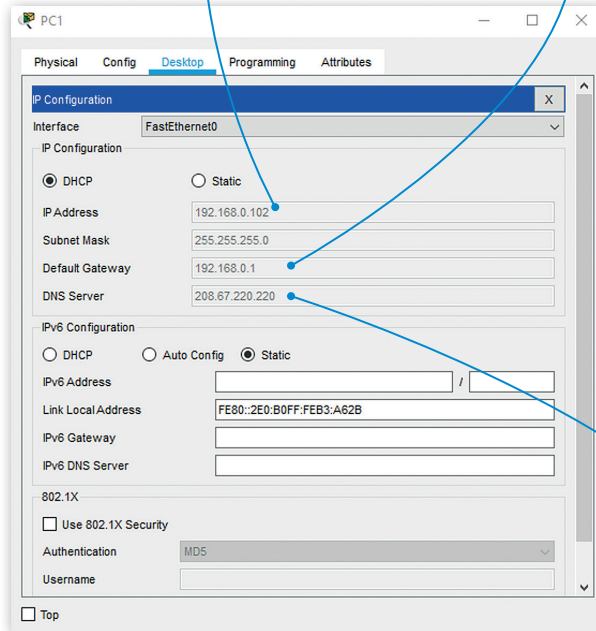 PC1
Physical Config Desktop Programming Attributes
IP Configuration X
Interface FastEthernet0
IP Configuration
DHCP Static
IP Address 192.168.0.102
Subnet Mask 255.255.255.0
Default Gateway 192.168.0.1
DNS Server 208.67.220.220
IPv6 Configuration
DHCP Auto Config Static
IPv6 Address /
Link Local Address FE80::2E0:B0FF:FEB3:A62B
IPv6 Gateway
IPv6 DNS Server
802.1X
Use 802.1X Security
Authentication MD5
Username
Top